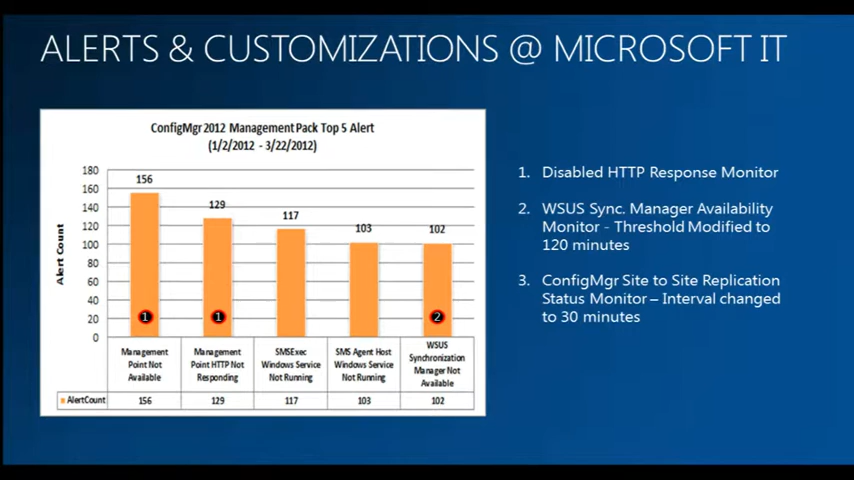 ALERTS & CUSTOMIZATIONS @ MICROSOFT IT
ConfigMgr 2012 Management Pack Top 5 Alert
(1/2/2012 - 3/22/2012)
Alert Count
180
160
140
120
100
80
60
40
20
0
156
129
117
103
102
1
1
2
Management
Point Not
Available
Management
Point HTTP Not
Responding
SMSExec
Windows Service
Not Running
SMS Agent Host
Windows Service
Not Running
WSUS
Synchronization
Manager Not
Available
AlertCount 156 129 117 103 102
1. Disabled HTTP Response Monitor
2. WSUS Sync. Manager Availability
Monitor - Threshold Modified to
120 minutes
3. ConfigMgr Site to Site Replication
Status Monitor – Interval changed
to 30 minutes